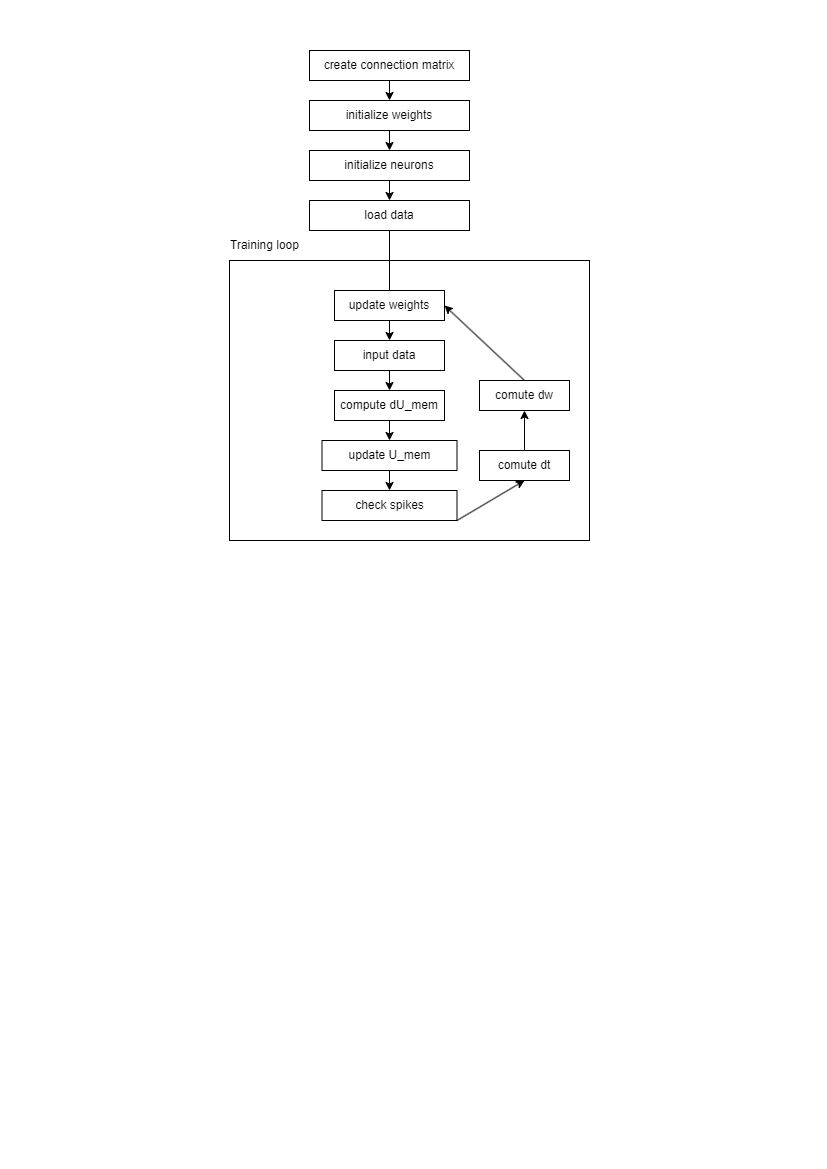 create connection matrix
initialize weights
initialize neurons
load data
Training loop
update weights
input data
compute dU_mem
update U_mem
check spikes
comute dt
comute dw